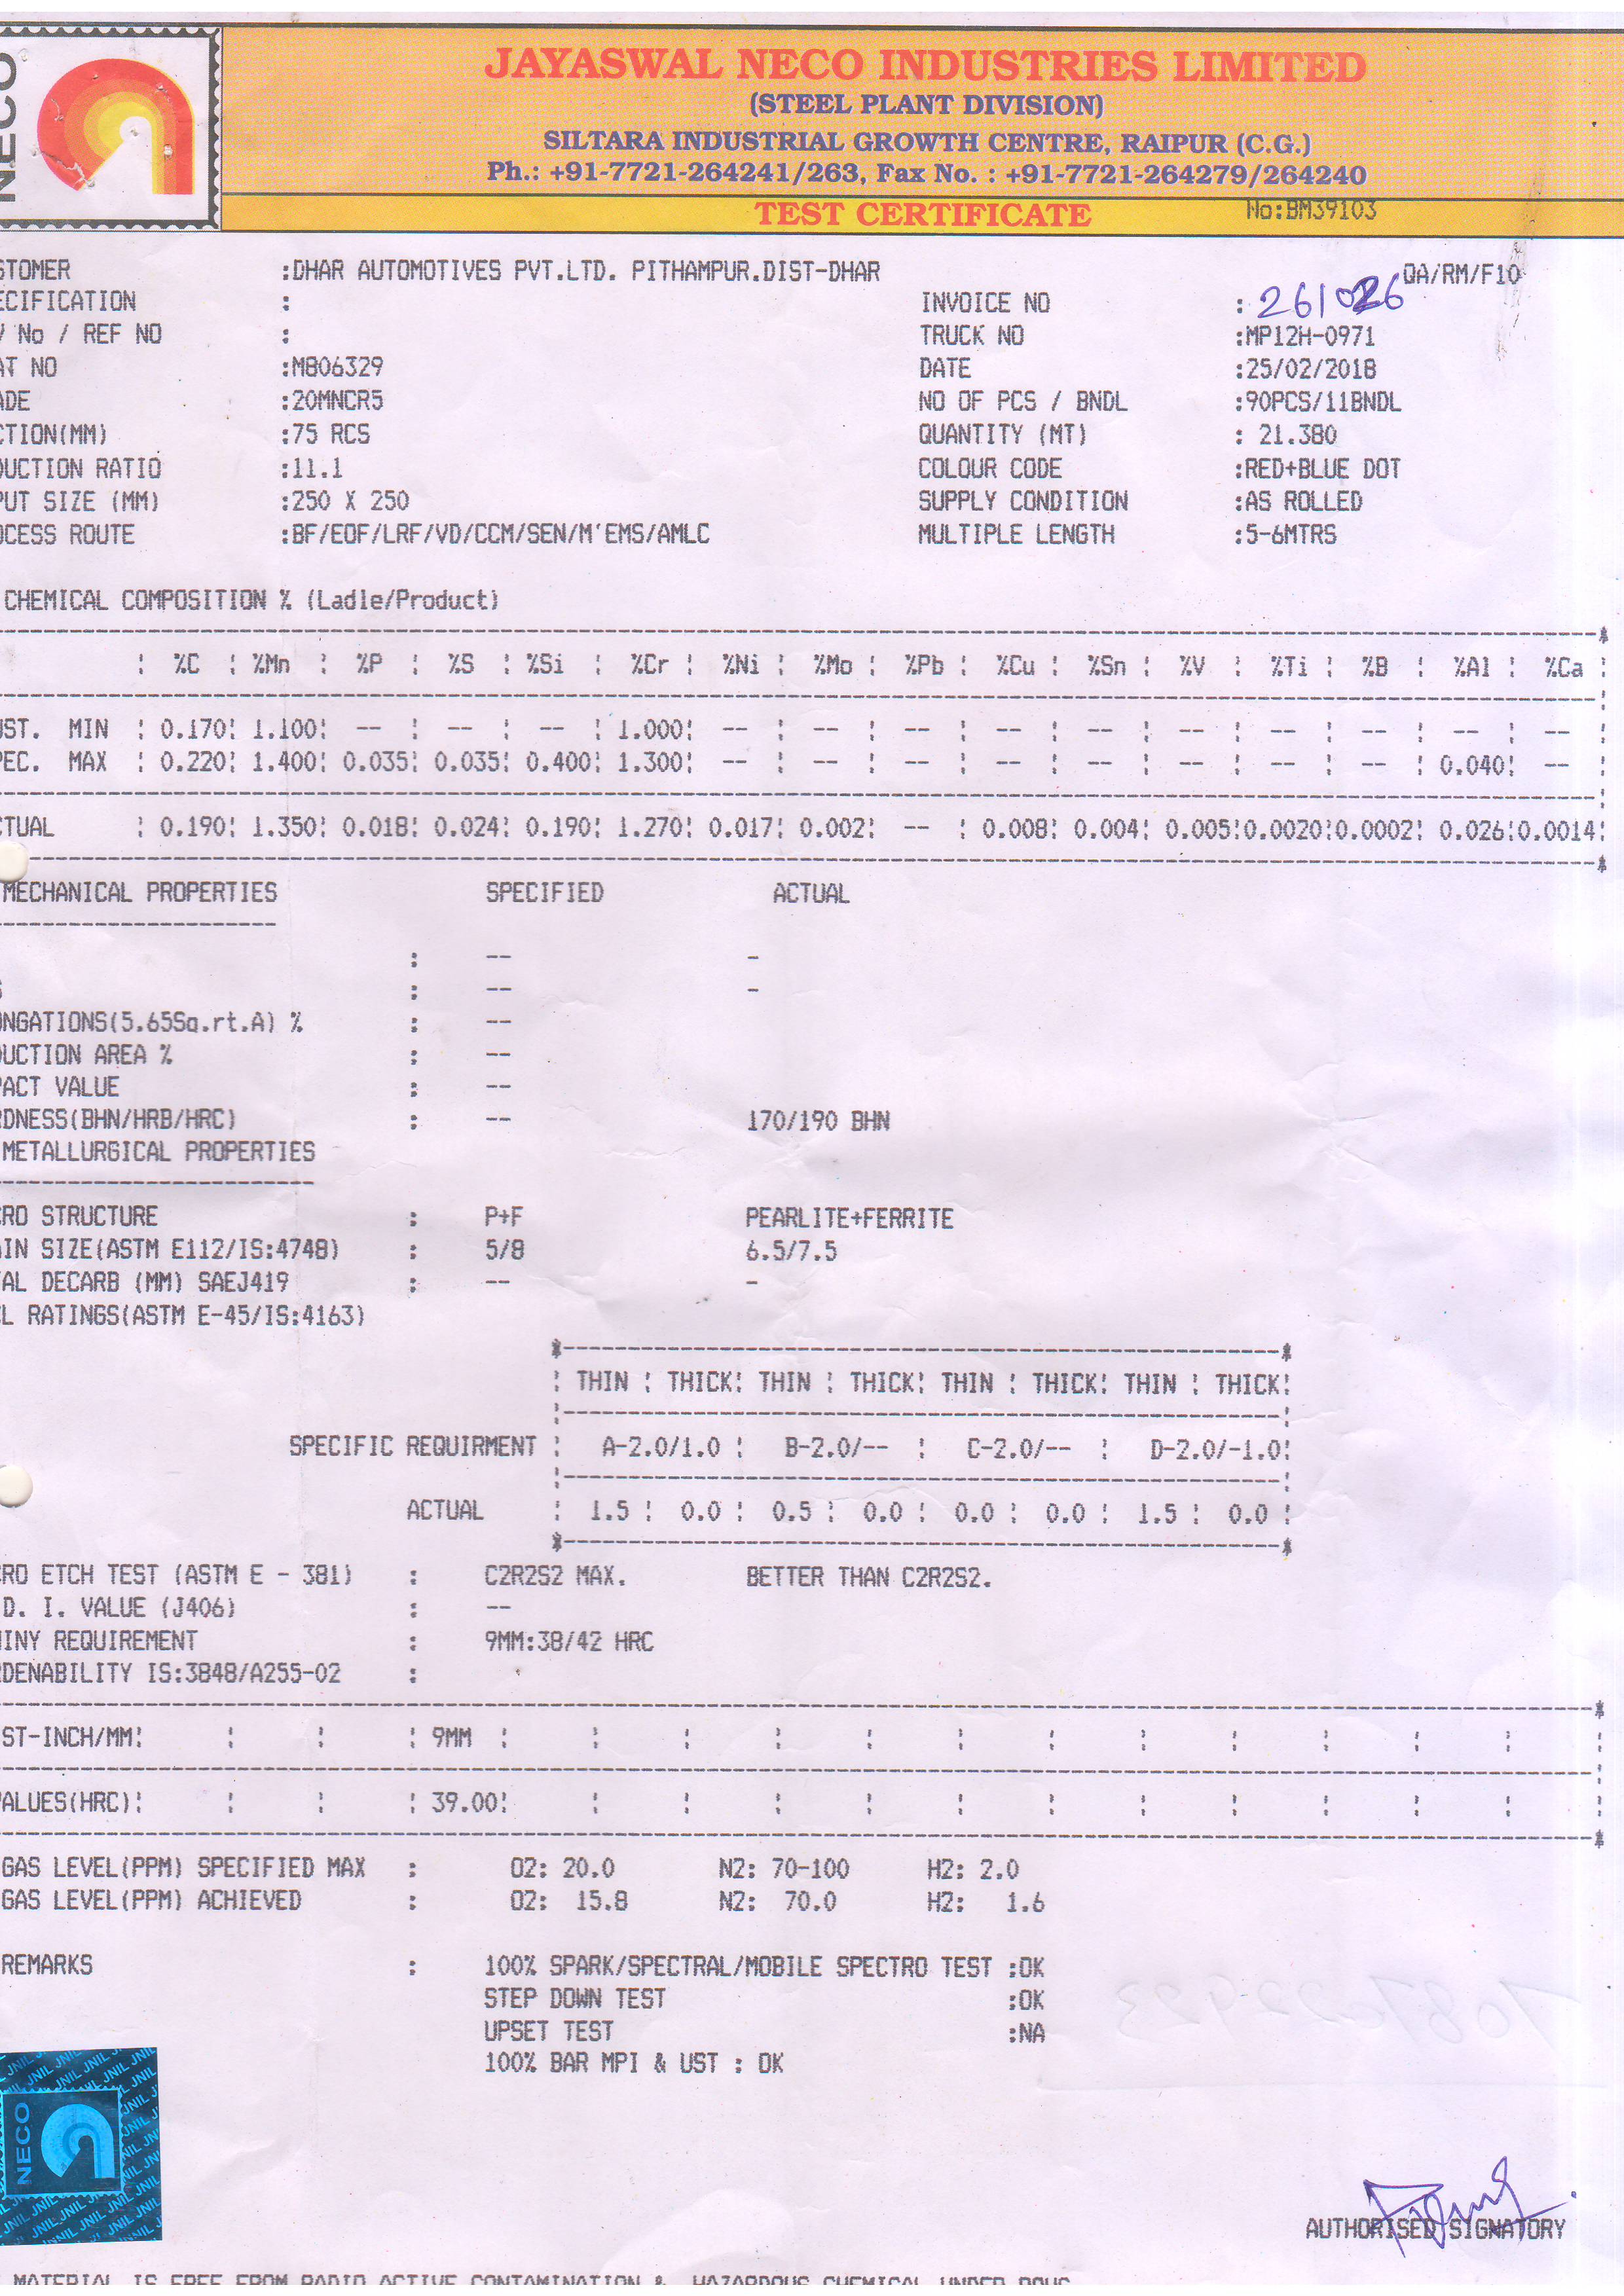 NECO
JAYASWAL NECO INDUSTRIES LIMITED
(STEEL PLANT DIVISION)
SILTARA INDUSTRIAL GROWTH CENTRE, RAIPUR (C.G.)
Ph.: +91-7721-264241/263, Fax No. : +91-7721-264279/264240
TEST CERTIFICATE No:BM39103
STOMER :DHAR AUTOMOTIVES PVT.LTD. PITHAMPUR.DIST-DHAR QA/RM/F10
ECIFICATION : INVOICE NO : 261026
/ No / REF NO : TRUCK NO :MP12H-0971
AT NO :M806329 DATE :25/02/2018
ADE :20MNCR5 NO OF PCS / BNDL :90PCS/11BNDL
CTION(MM) :75 RCS QUANTITY (MT) : 21.380
DUCTION RATIO :11.1 COLOUR CODE :RED+BLUE DOT
PUT SIZE (MM) :250 X 250 SUPPLY CONDITION :AS ROLLED
OCESS ROUTE :BF/EOF/LRF/VD/CCM/SEN/M'EMS/AMLC MULTIPLE LENGTH :5-6MTRS
CHEMICAL COMPOSITION % (Ladle/Product)
%C %Mn %P %S %Si %Cr %Ni %Mo %Pb %Cu %Sn %V %Ti %B %Al %Ca
UST. MIN 0.170 1.100 -- -- -- 1.000 -- -- -- -- -- -- -- -- -- --
PEC. MAX 0.220 1.400 0.035 0.035 0.400 1.300 -- -- -- -- -- -- -- -- 0.040 --
CTUAL 0.190 1.350 0.018 0.024 0.190 1.270 0.017 0.002 -- 0.008 0.004 0.005 0.0020 0.0002 0.026 0.0014
MECHANICAL PROPERTIES SPECIFIED ACTUAL
: -- -
S : -- -
ONGATIONS(5.65Sq.rt.A) % : --
DUCTION AREA % : --
PACT VALUE : --
RDNESS(BHN/HRB/HRC) : -- 170/190 BHN
METALLURGICAL PROPERTIES
CRO STRUCTURE : P+F PEARLITE+FERRITE
AIN SIZE(ASTM E112/IS:4748) : 5/8 6.5/7.5
TAL DECARB (MM) SAEJ419 : -- -
CL RATINGS(ASTM E-45/IS:4163)
THIN THICK THIN THICK THIN THICK THIN THICK
SPECIFIC REQUIRMENT A-2.0/1.0 B-2.0/-- C-2.0/-- D-2.0/-1.0
ACTUAL 1.5 0.0 0.5 0.0 0.0 0.0 1.5 0.0
CRO ETCH TEST (ASTM E - 381) : C2R2S2 MAX. BETTER THAN C2R2S2.
D. I. VALUE (J406) : --
MINY REQUIREMENT : 9MM:38/42 HRC
RDENABILITY IS:3848/A255-02 :
ST-INCH/MM 9MM
VALUES(HRC) 39.00
GAS LEVEL(PPM) SPECIFIED MAX : O2: 20.0 N2: 70-100 H2: 2.0
GAS LEVEL(PPM) ACHIEVED : O2: 15.8 N2: 70.0 H2: 1.6
REMARKS : 100% SPARK/SPECTRAL/MOBILE SPECTRO TEST :OK
STEP DOWN TEST :OK
UPSET TEST :NA
100% BAR MPI & UST : OK
NECO
JNIL
AUTHORISED SIGNATORY
MATERIAL IS FREE FROM RADIO ACTIVE CONTAMINATION & HAZARDOUS CHEMICAL UNDER